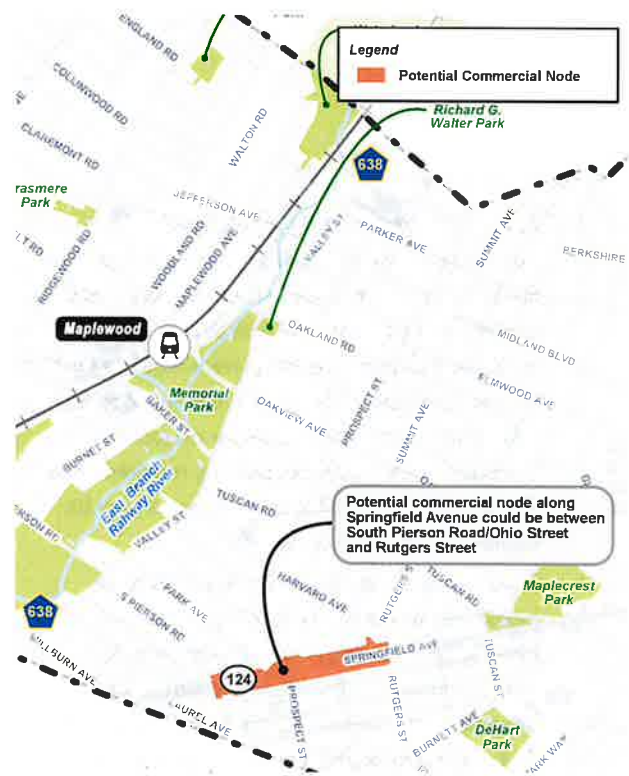 ENGLAND RD
Legend
Potential Commercial Node
COLLINWOOD RD
WALTON RD
Richard G.
Walter Park
CLAREMONT RD
638
rasmere
Park
JEFFERSON AVE
VALLEY ST
PARKER AVE
SUMMIT AVE
BERKSHIRE
RIDGEWOOD RD
WOODLAND RD
MAPLEWOOD AVE
Maplewood
OAKLAND RD
MIDLAND BLVD
Memorial
Park
ELMWOOD AVE
BAKER ST
OAKVIEW AVE
PROSPECT ST
SUMMIT AVE
BURNET ST
East Branch
Rahway River
TUSCAN RD
VALLEY ST
Potential commercial node along
Springfield Avenue could be between
South Pierson Road/Ohio Street
and Rutgers Street
ERSON RD
HARVARD AVE
RUTGERS S
TUSCAN RD
Maplecrest
Park
PARK AVE
S PIERSON RD
638
SPRINGFIELD AVE
TUSCAN ST
124
PROSPECT ST
RUTGERS ST
BURNETT AVE
DeHart
Park